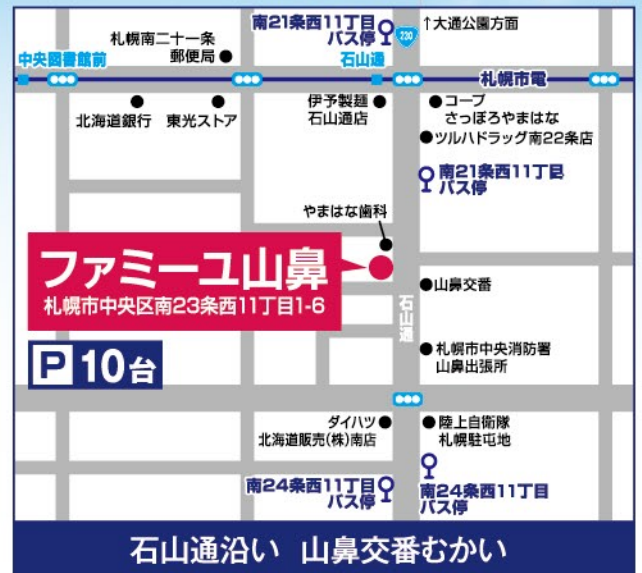 南21条西11丁目
バス停
230
↑大通公園方面
札幌南二十一条
郵便局
中央図書館前
石山通
札幌市電
北海道銀行
東光ストア
伊予製麺
石山通店
コープ
さっぽろやまはな
ツルハドラッグ南22条店
南21条西11丁目
バス停
やまはな歯科
ファミーユ山鼻
札幌市中央区南23条西11丁目1-6
山鼻交番
石山通
P 10台
札幌市中央消防署
山鼻出張所
ダイハツ
北海道販売(株)南店
陸上自衛隊
札幌駐屯地
南24条西11丁目
バス停
南24条西11丁目
バス停
石山通沿い 山鼻交番むかい